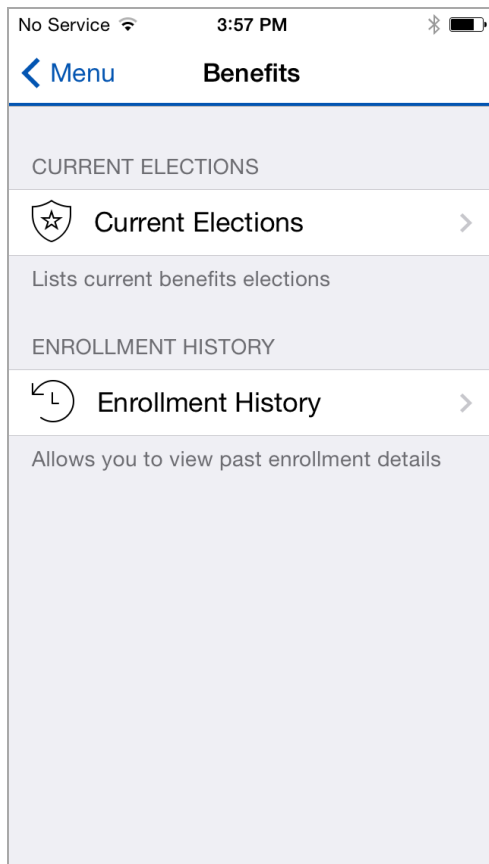 No Service 3:57 PM
Menu Benefits
CURRENT ELECTIONS
Current Elections
Lists current benefits elections
ENROLLMENT HISTORY
Enrollment History
Allows you to view past enrollment details